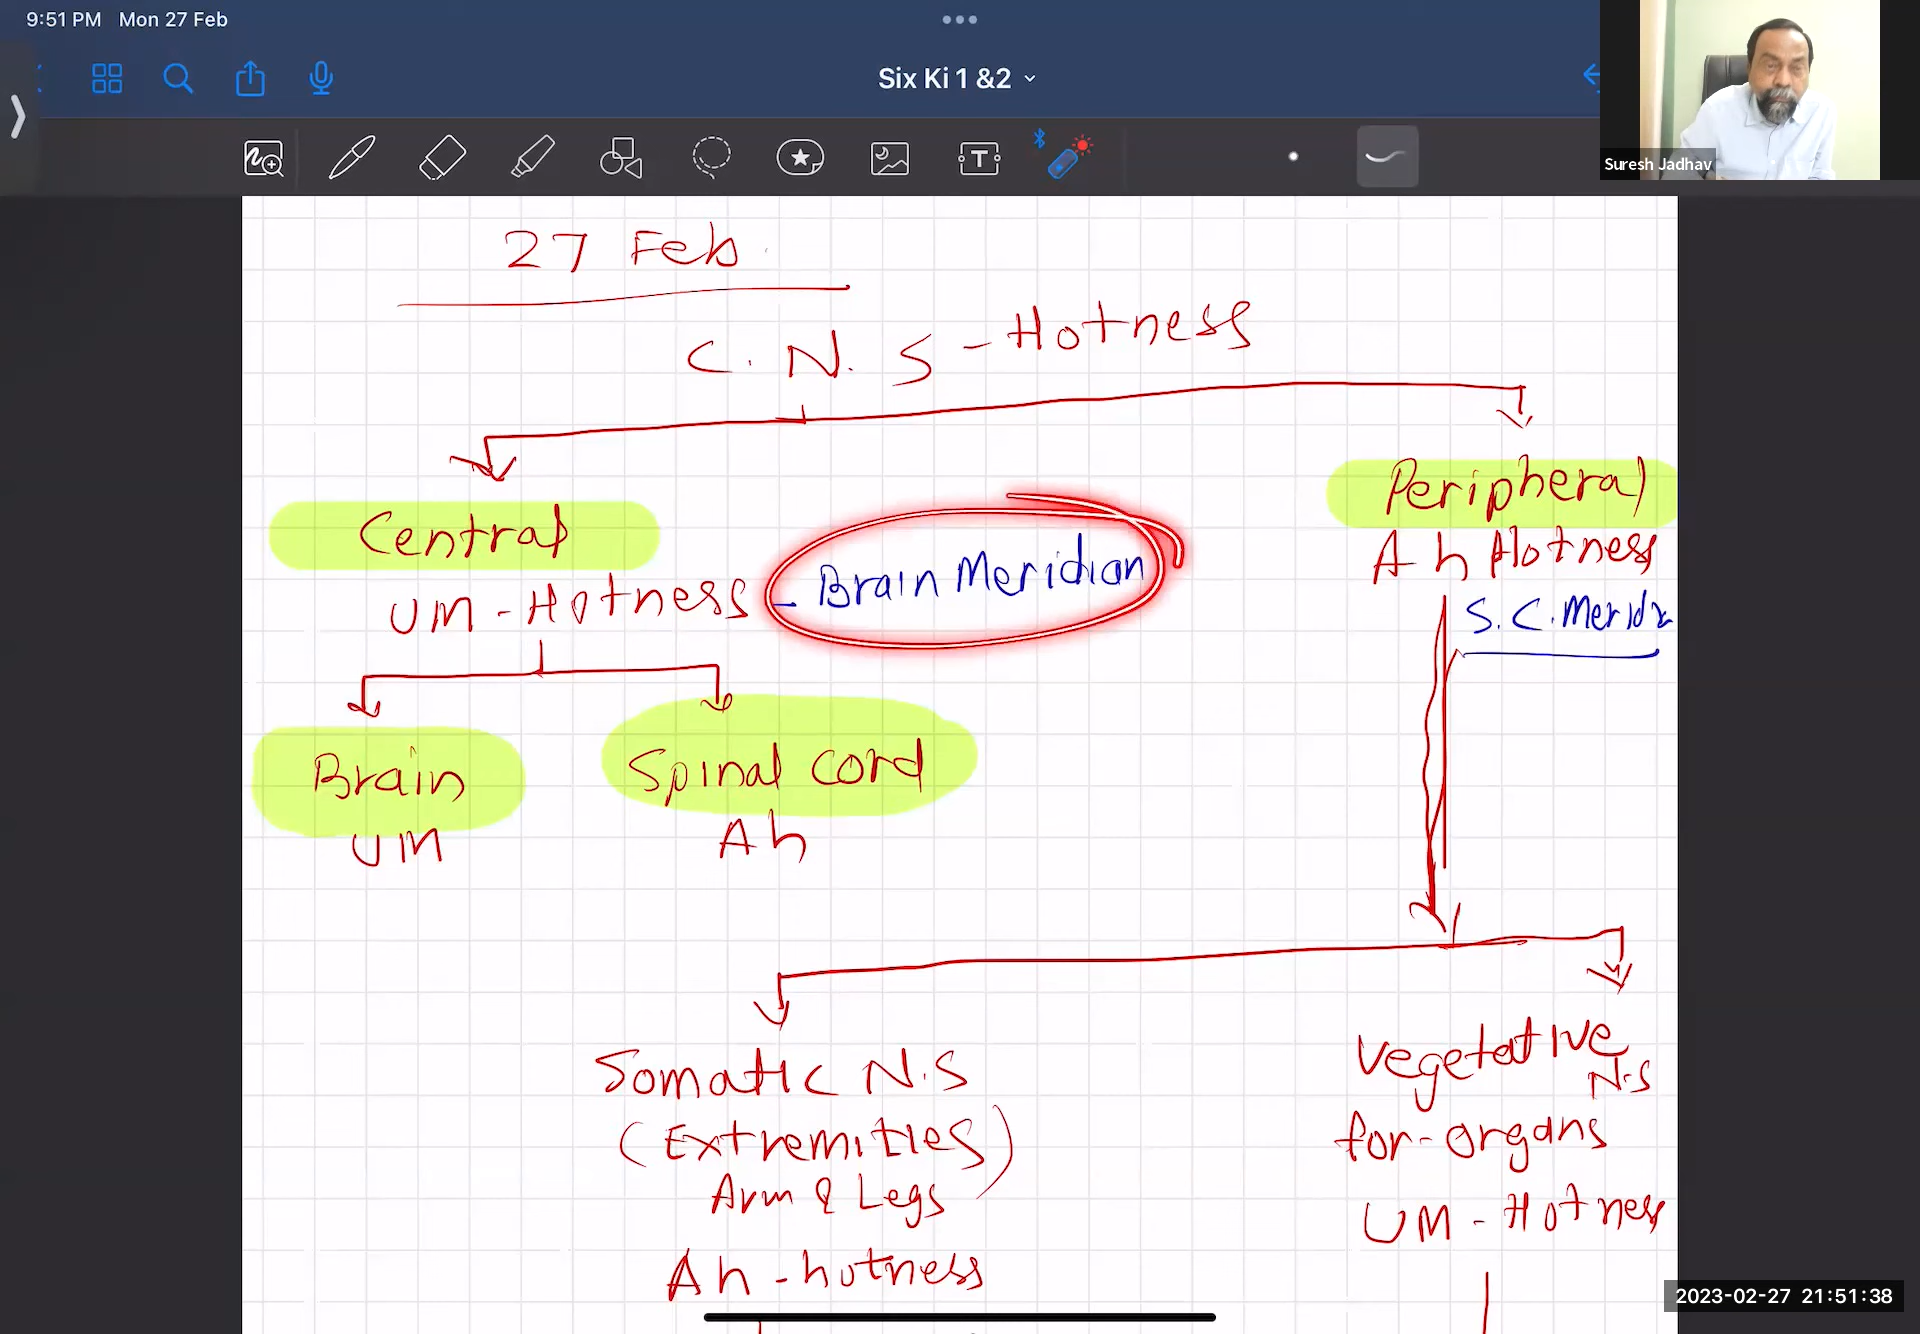 9:51 PM Mon 27 Feb
Six Ki 1 &2
Suresh Jadhav
27 Feb
C.N.S - Hotness
Central
UM - Hotness - Brain Meridian
Peripheral
Ah Hotness
S.C. Merid
Brain
UM
Spinal cord
Ah
Somatic N.S
(Extremities)
Arm & Legs
Ah - hotness
Vegetative
N.S
for - organs
UM - Hotness
2023-02-27 21:51:38